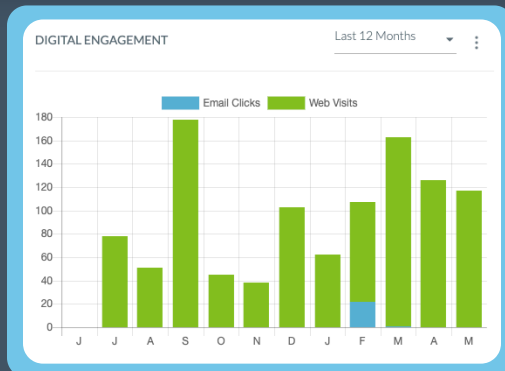 DIGITAL ENGAGEMENT
Last 12 Months
Email Clicks Web Visits
180
160
140
120
100
80
60
40
20
0
J J A S O N D J F M A M